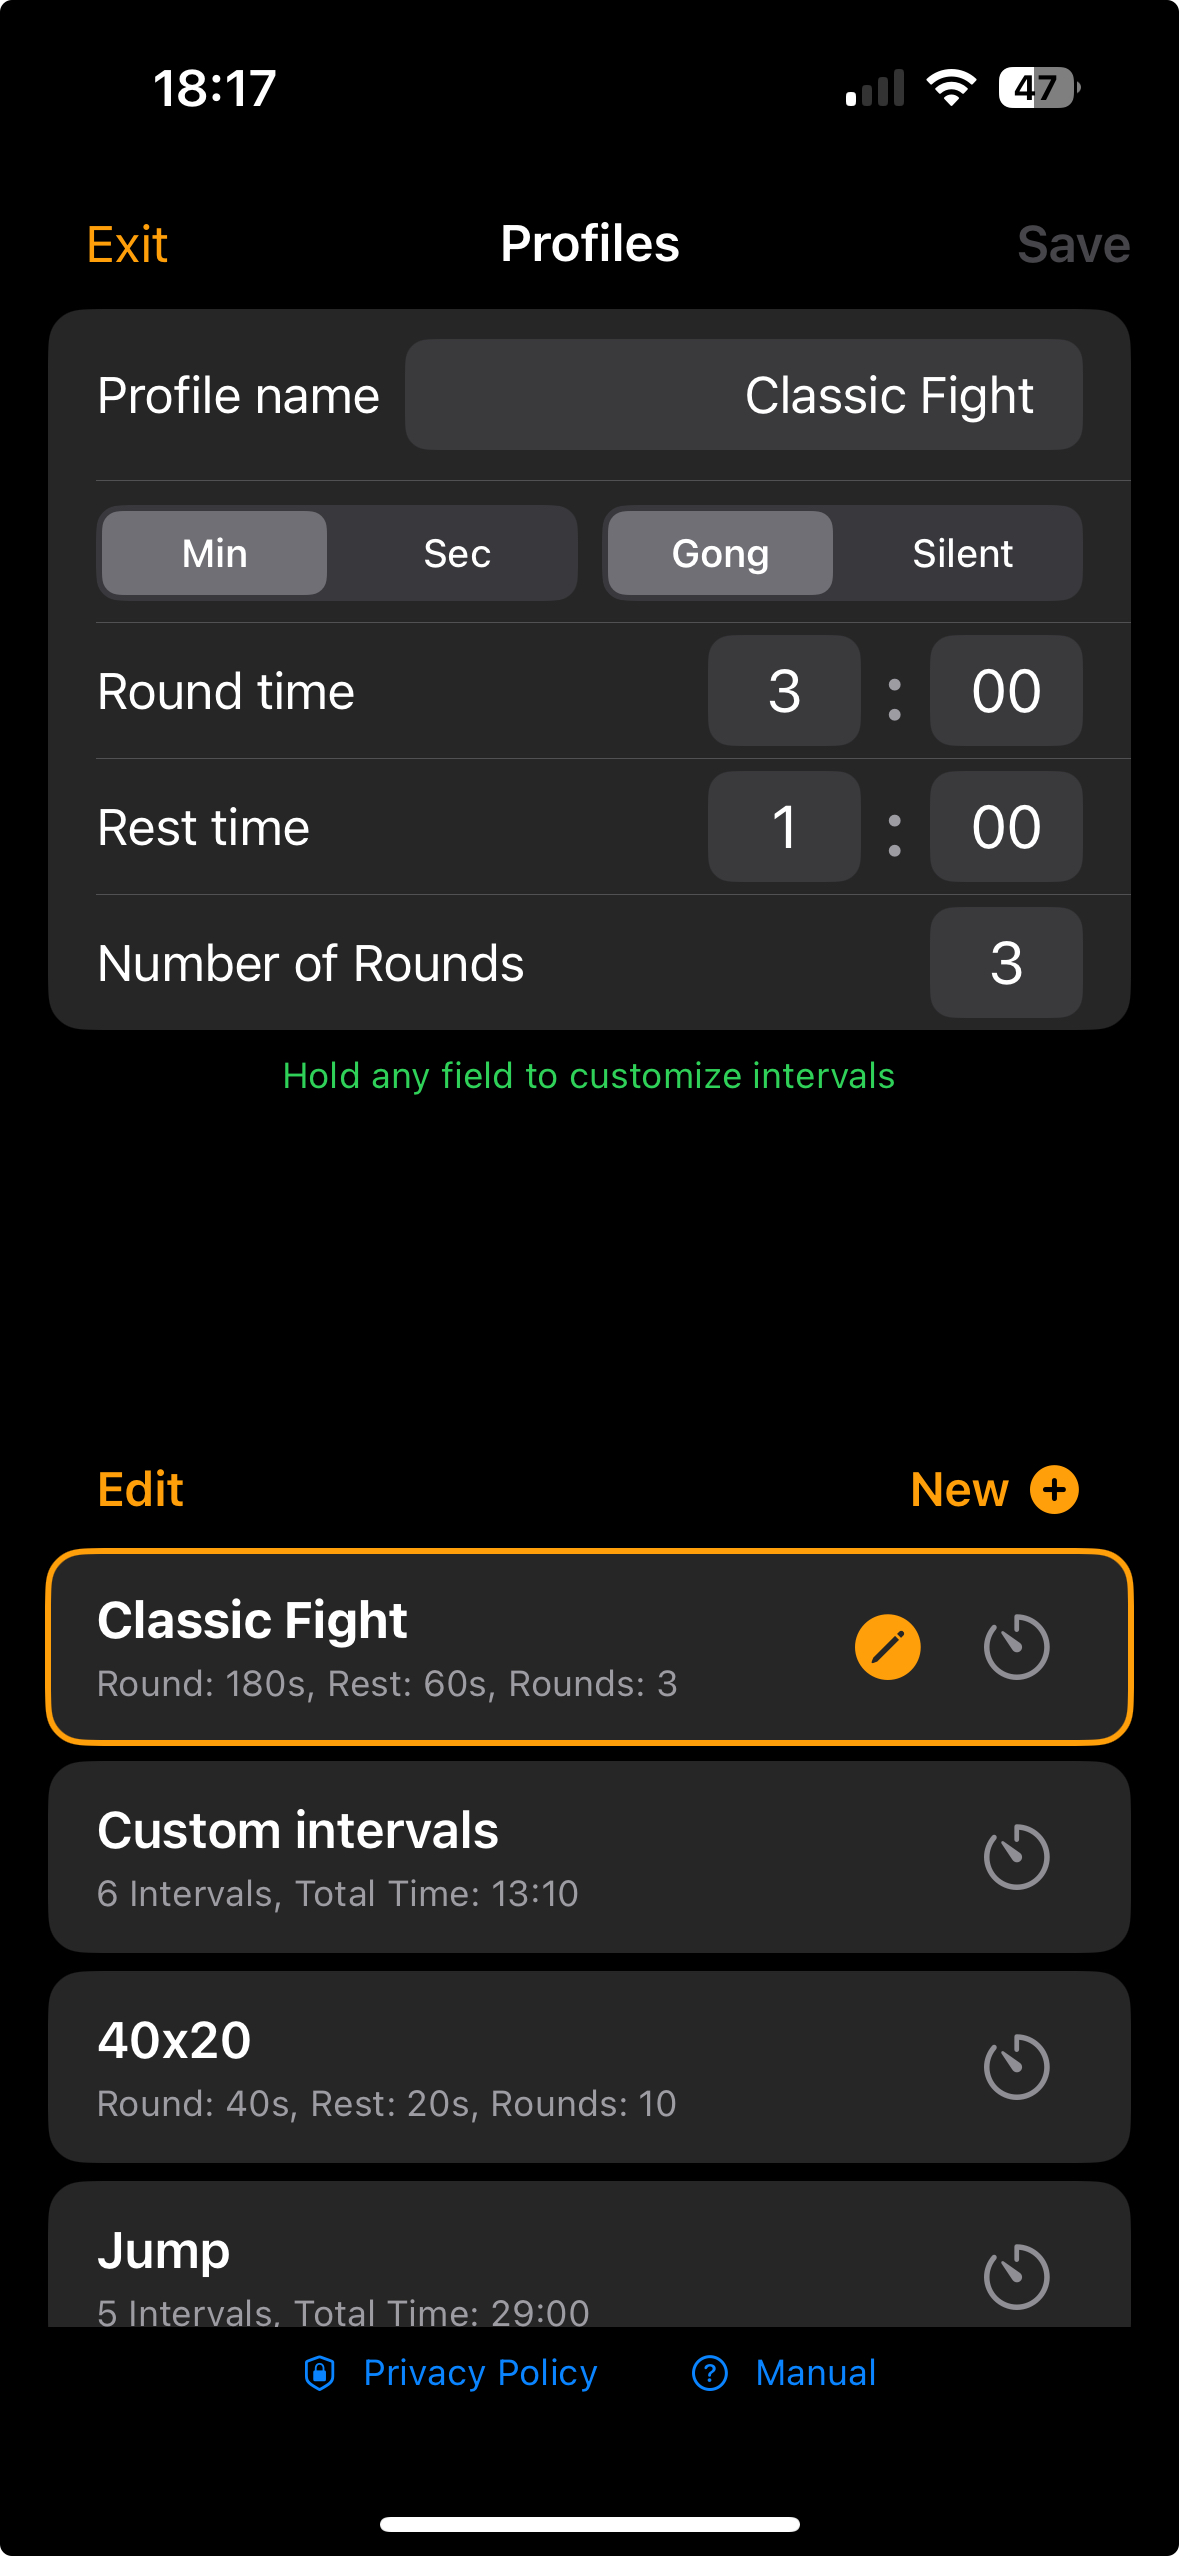 18:17
47
Exit
Profiles
Save
Profile name
Classic Fight
Min
Sec
Gong
Silent
Round time
3 : 00
Rest time
1 : 00
Number of Rounds
3
Hold any field to customize intervals
Edit
New
Classic Fight
Round: 180s, Rest: 60s, Rounds: 3
Custom intervals
6 Intervals, Total Time: 13:10
40x20
Round: 40s, Rest: 20s, Rounds: 10
Jump
5 Intervals, Total Time: 29:00
Privacy Policy
Manual